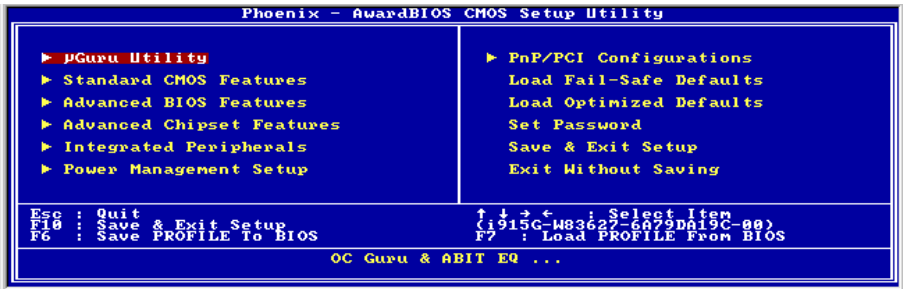 Phoenix - AwardBIOS CMOS Setup Utility
► µGuru Utility
► Standard CMOS Features
► Advanced BIOS Features
► Advanced Chipset Features
► Integrated Peripherals
► Power Management Setup
► PnP/PCI Configurations
Load Fail-Safe Defaults
Load Optimized Defaults
Set Password
Save & Exit Setup
Exit Without Saving
Esc : Quit
F10 : Save & Exit Setup
F6 : Save PROFILE To BIOS
↑ ↓ → ← : Select Item
(i915G-W83627-6A79DA19C-00)
F7 : Load PROFILE From BIOS
OC Guru & ABIT EQ ...